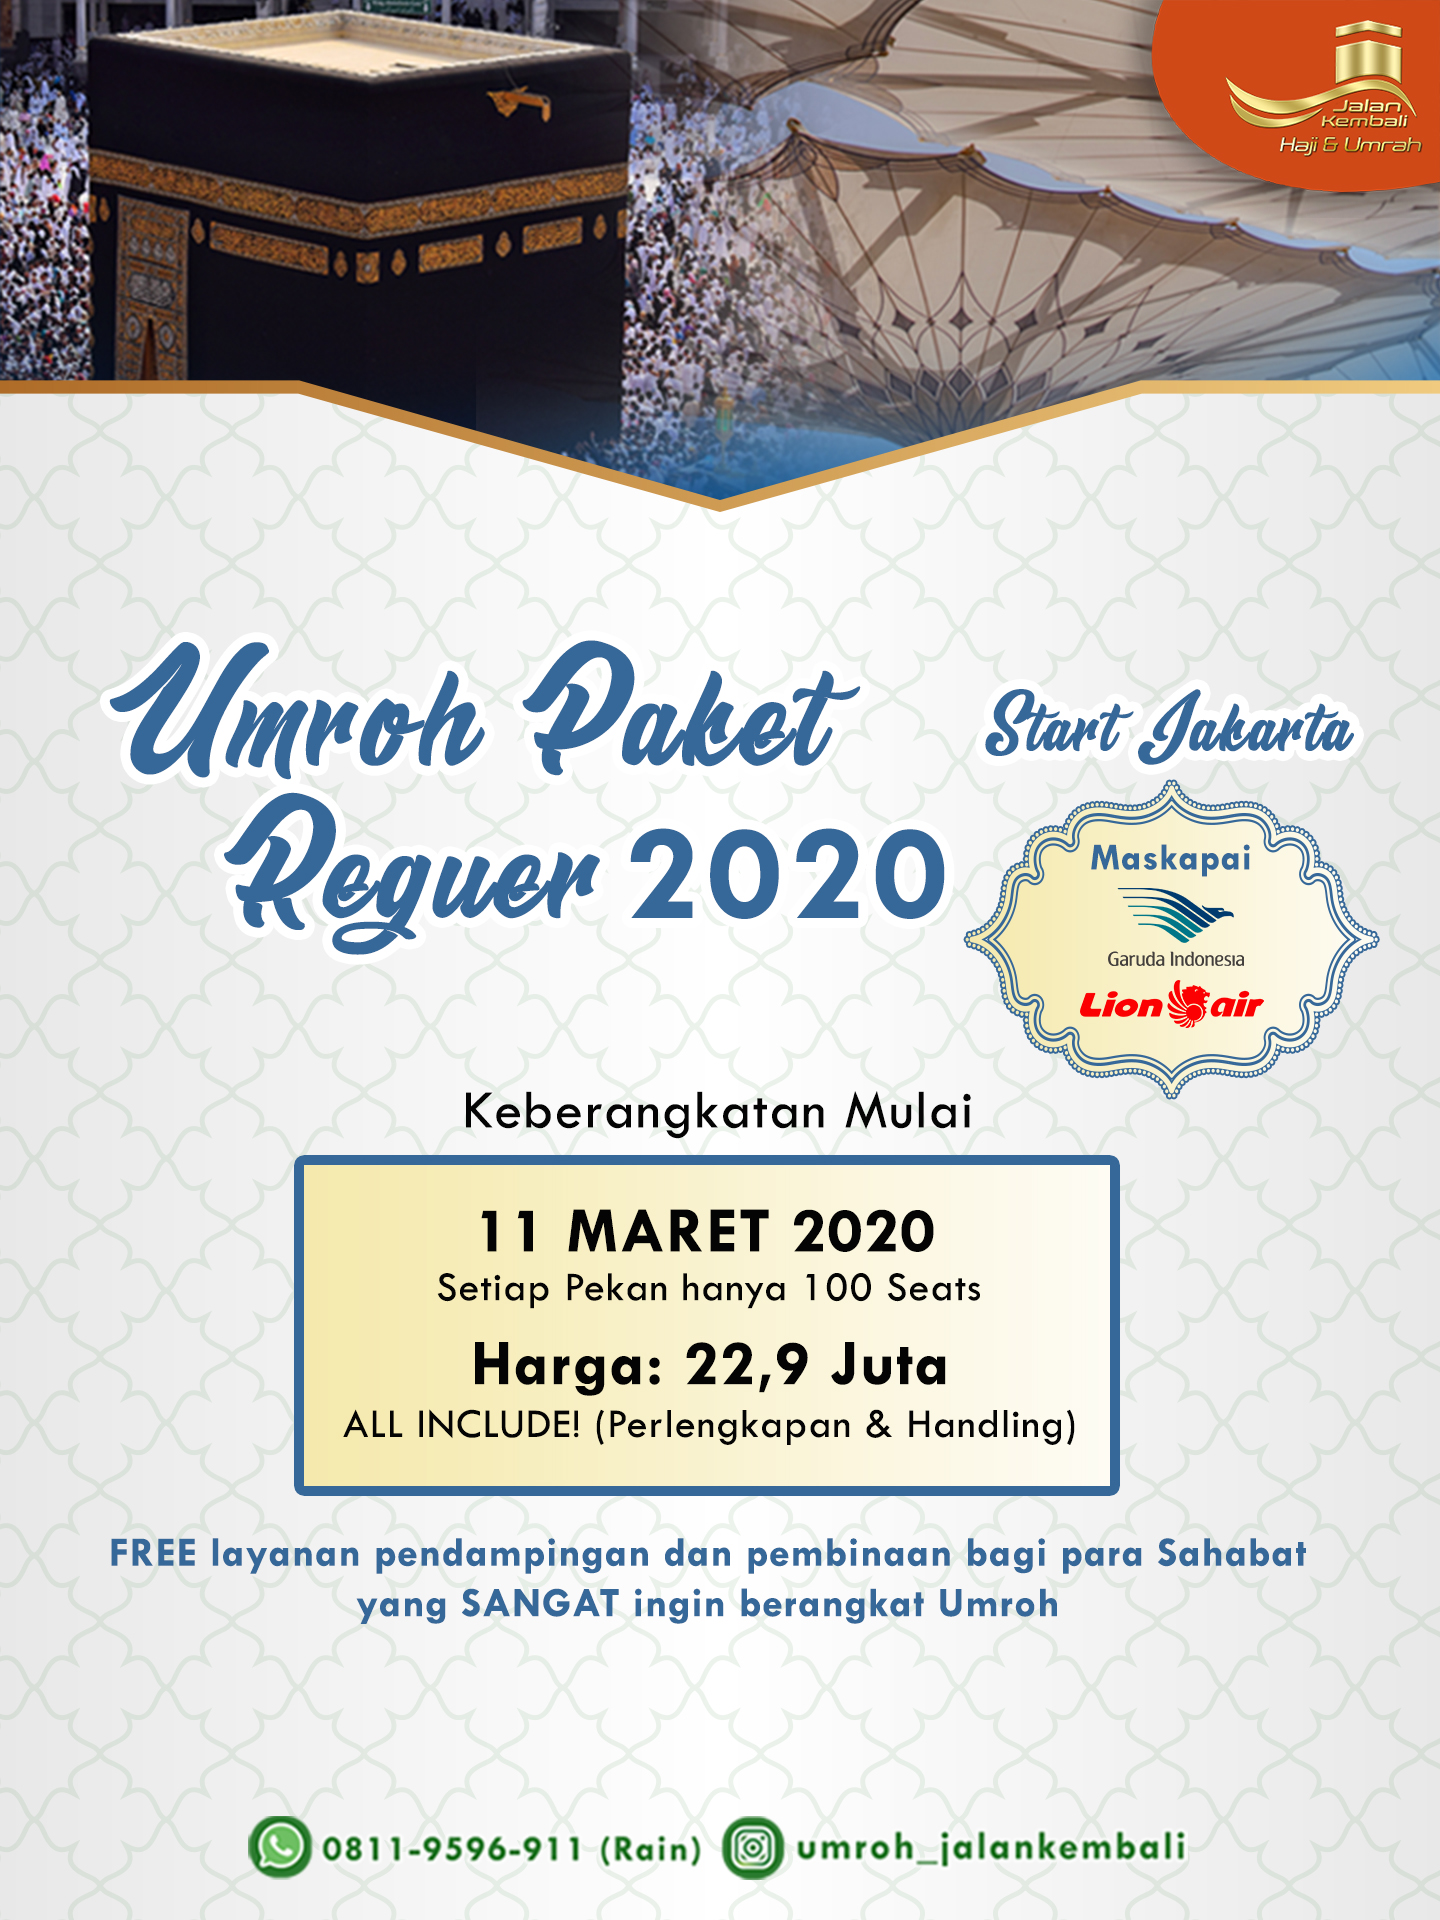 Jalan
Kembali
Haji & Umrah
Umroh Paket
Reguer 2020
Start Jakarta
Maskapai
Garuda Indonesia
Lion air
Keberangkatan Mulai
11 MARET 2020
Setiap Pekan hanya 100 Seats
Harga: 22,9 Juta
ALL INCLUDE! (Perlengkapan & Handling)
FREE layanan pendampingan dan pembinaan bagi para Sahabat
yang SANGAT ingin berangkat Umroh
0811-9596-911 (Rain) umroh_jalankembali